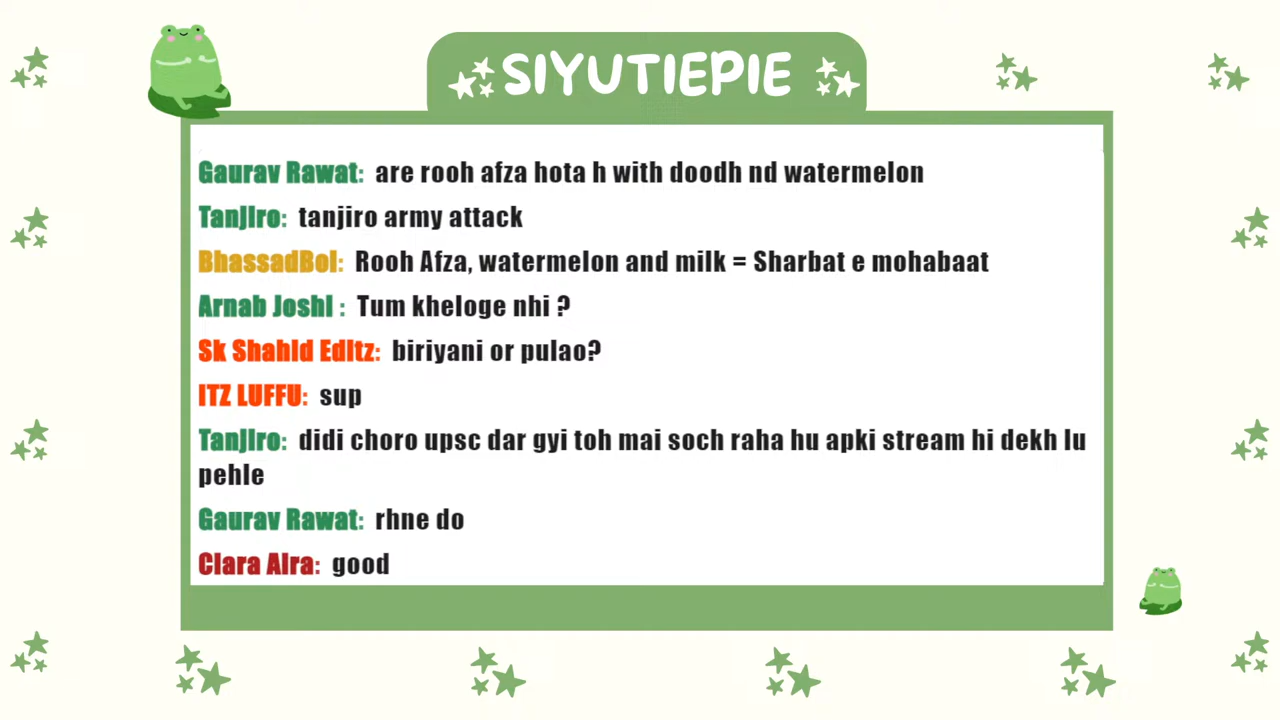 SIYUTIEPIE
Gaurav Rawat: are rooh afza hota h with doodh nd watermelon
Tanjiro: tanjiro army attack
BhassadBol: Rooh Afza, watermelon and milk = Sharbat e mohabaat
Arnab Joshi : Tum kheloge nhi ?
Sk Shahid Editz: biriyani or pulao?
ITZ LUFFU: sup
Tanjiro: didi choro upsc dar gyi toh mai soch raha hu apki stream hi dekh lu
pehle
Gaurav Rawat: rhne do
Clara Aira: good